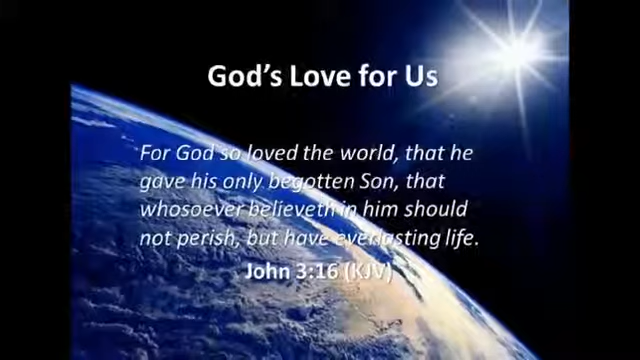 God's Love for Us
For God so loved the world, that he
gave his only begotten Son, that
whosoever believeth in him should
not perish, but have everlasting life.
John 3:16 (KJV)